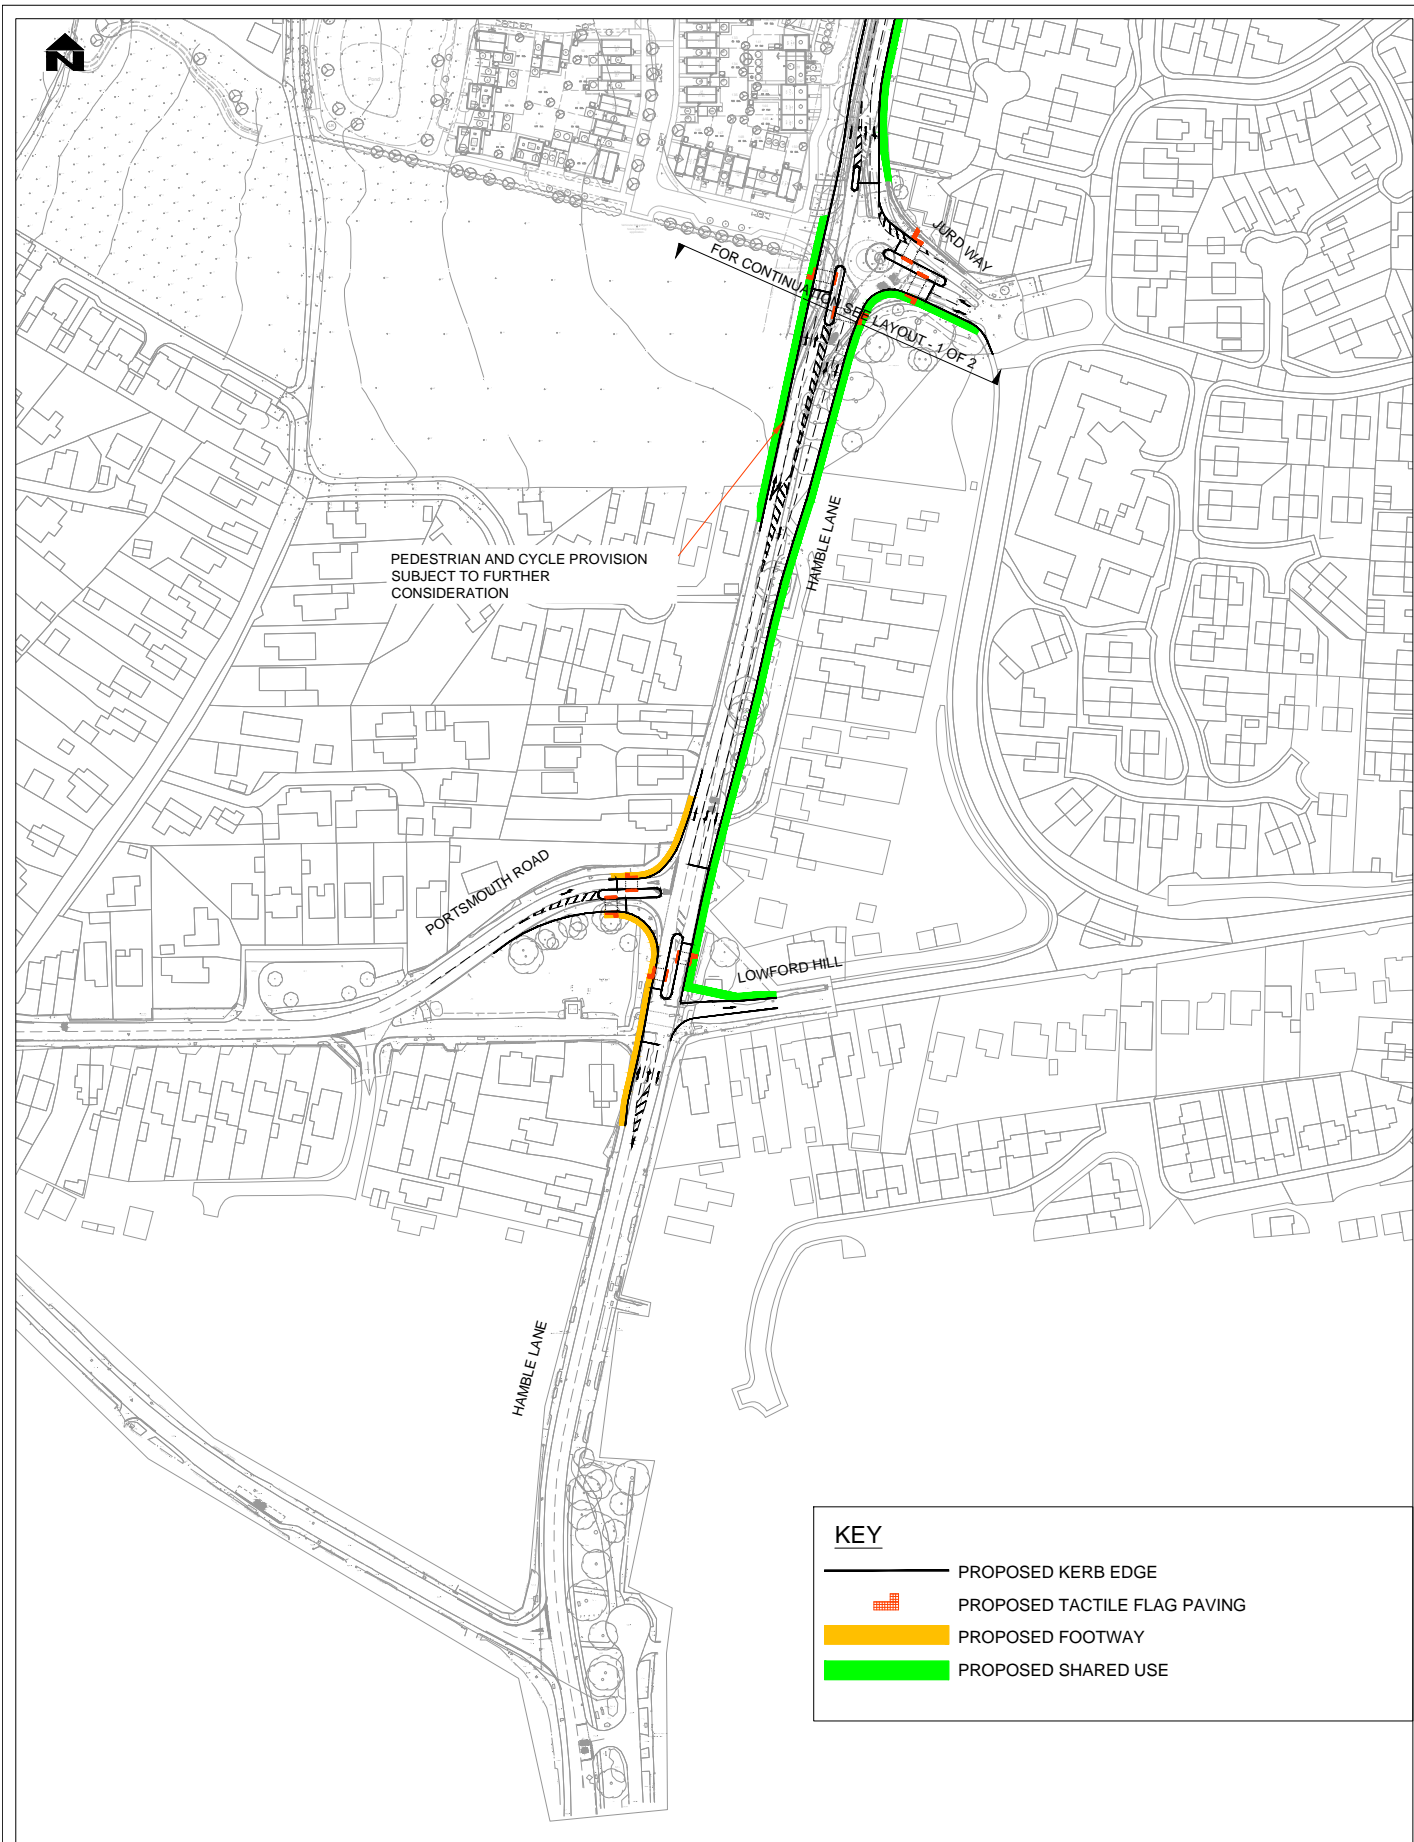 N
JURD WAY
FOR CONTINUATION SEE LAYOUT - 1 OF 2
HAMBLE LANE
PEDESTRIAN AND CYCLE PROVISION
SUBJECT TO FURTHER
CONSIDERATION
PORTSMOUTH ROAD
LOWFORD HILL
HAMBLE LANE
KEY
PROPOSED KERB EDGE
PROPOSED TACTILE FLAG PAVING
PROPOSED FOOTWAY
PROPOSED SHARED USE